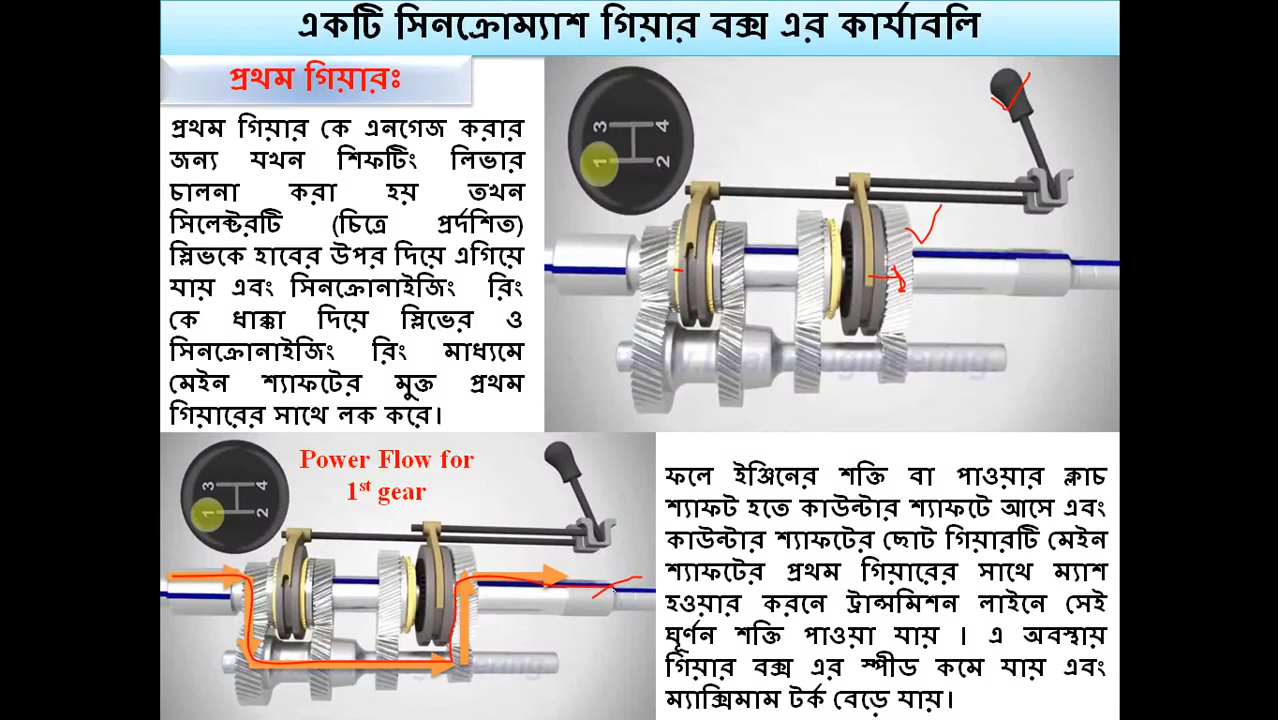 একটি সিনক্রোম্যাশ গিয়ার বক্স এর কার্যাবলি
প্রথম গিয়ারঃ
প্রথম গিয়ার কে এনগেজ করার
জন্য যখন শিফটিং লিভার
চালনা করা হয় তখন
সিলেক্টরটি (চিত্রে প্রর্দশিত)
স্লিভকে হাবের উপর দিয়ে এগিয়ে
যায় এবং সিনক্রোনাইজিং রিং
কে ধাক্কা দিয়ে স্লিভের ও
সিনক্রোনাইজিং রিং মাধ্যমে
মেইন শ্যাফটের মুক্ত প্রথম
গিয়ারের সাথে লক করে।
3 4
1 2
Power Flow for
1st gear
3 4
1 2
ফলে ইঞ্জিনের শক্তি বা পাওয়ার ক্লাচ
শ্যাফট হতে কাউন্টার শ্যাফটে আসে এবং
কাউন্টার শ্যাফটের ছোট গিয়ারটি মেইন
শ্যাফটের প্রথম গিয়ারের সাথে ম্যাশ
হওয়ার করনে ট্রান্সমিশন লাইনে সেই
ঘূর্ণন শক্তি পাওয়া যায় । এ অবস্থায়
গিয়ার বক্স এর স্পীড কমে যায় এবং
ম্যাক্সিমাম টর্ক বেড়ে যায়।